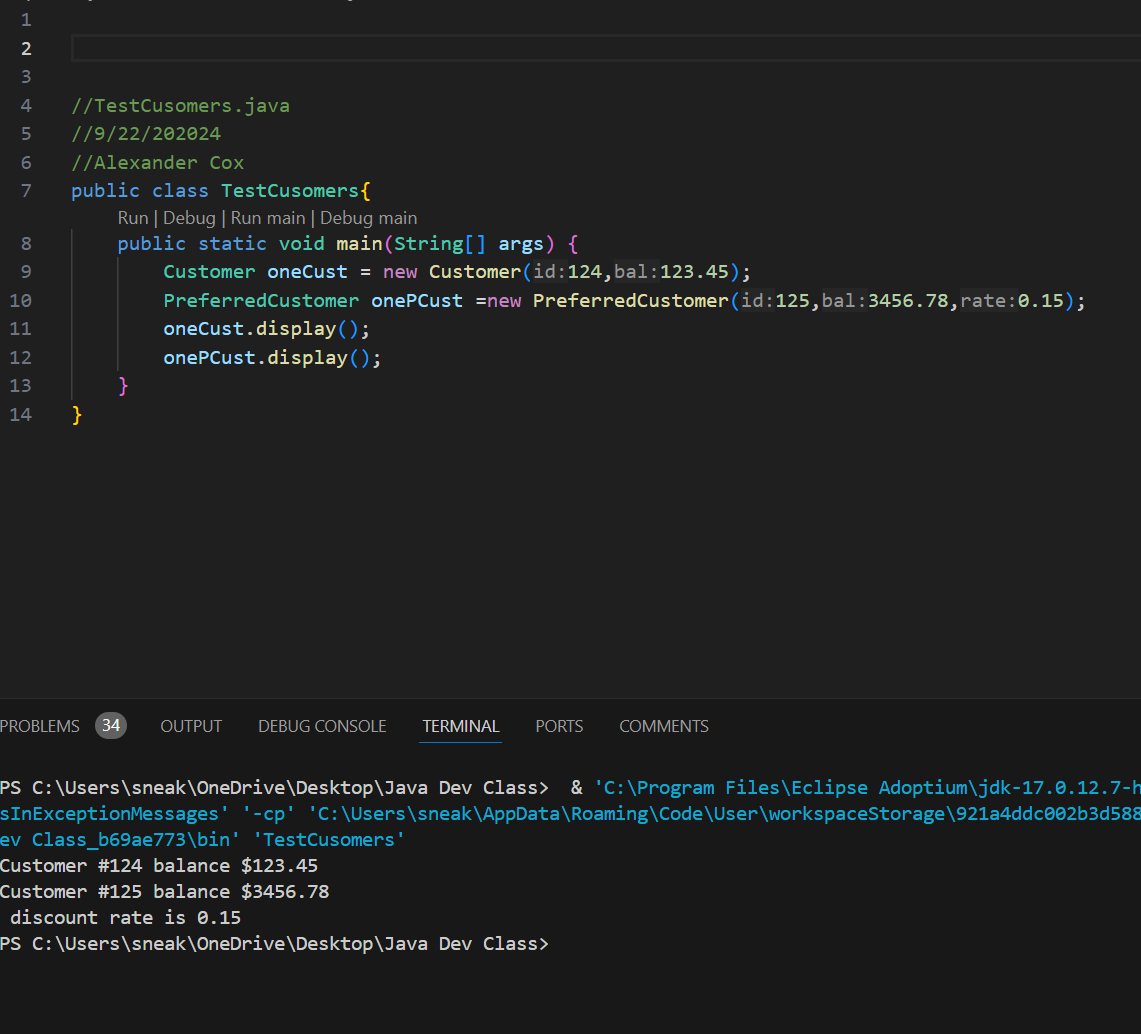 1
2
3
4 //TestCusomers.java
5 //9/22/202024
6 //Alexander Cox
7 public class TestCusomers{
Run | Debug | Run main | Debug main
8 public static void main(String[] args) {
9 Customer oneCust = new Customer(id:124,bal:123.45);
10 PreferredCustomer onePCust =new PreferredCustomer(id:125,bal:3456.78,rate:0.15);
11 oneCust.display();
12 onePCust.display();
13 }
14 }
PROBLEMS 34 OUTPUT DEBUG CONSOLE TERMINAL PORTS COMMENTS
PS C:\Users\sneak\OneDrive\Desktop\Java Dev Class>  & 'C:\Program Files\Eclipse Adoptium\jdk-17.0.12.7-h
sInExceptionMessages' '-cp' 'C:\Users\sneak\AppData\Roaming\Code\User\workspaceStorage\921a4ddc002b3d588
ev Class_b69ae773\bin' 'TestCusomers'
Customer #124 balance $123.45
Customer #125 balance $3456.78
 discount rate is 0.15
PS C:\Users\sneak\OneDrive\Desktop\Java Dev Class>